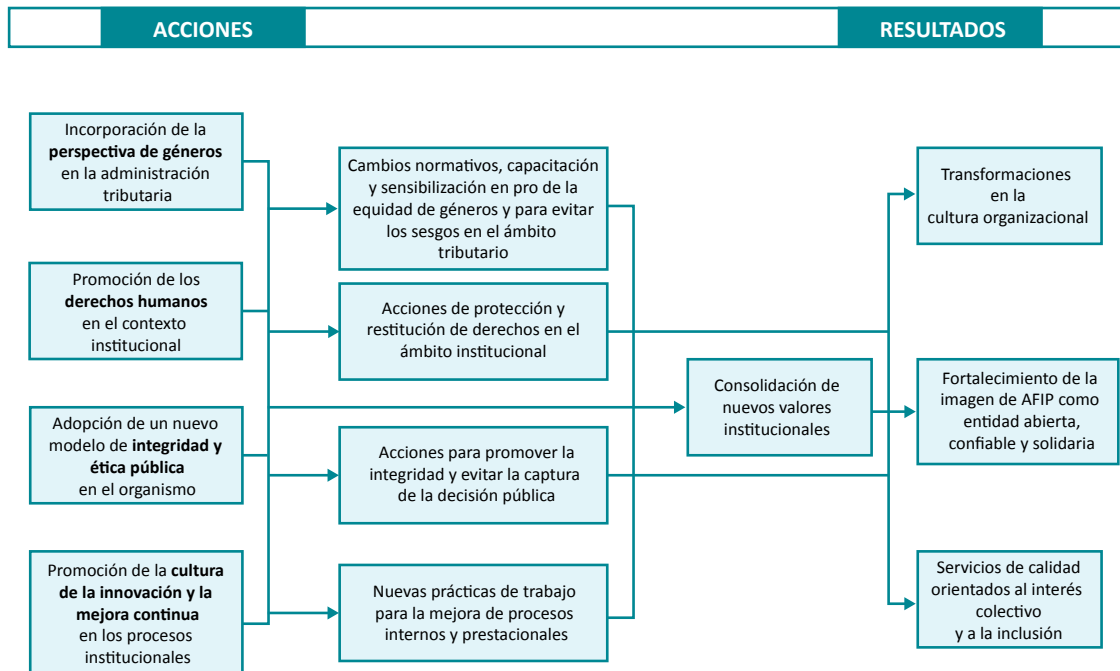 ACCIONES
RESULTADOS
Incorporación de la
perspectiva de géneros
en la administración
tributaria
Promoción de los
derechos humanos
en el contexto
institucional
Adopción de un nuevo
modelo de integridad y
ética pública
en el organismo
Promoción de la cultura
de la innovación y la
mejora continua
en los procesos
institucionales
Cambios normativos, capacitación
y sensibilización en pro de la
equidad de géneros y para evitar
los sesgos en el ámbito
tributario
Acciones de protección y
restitución de derechos en el
ámbito institucional
Acciones para promover la
integridad y evitar la captura
de la decisión pública
Nuevas prácticas de trabajo
para la mejora de procesos
internos y prestacionales
Consolidación de
nuevos valores
institucionales
Transformaciones
en la
cultura organizacional
Fortalecimiento de la
imagen de AFIP como
entidad abierta,
confiable y solidaria
Servicios de calidad
orientados al interés
colectivo
y a la inclusión